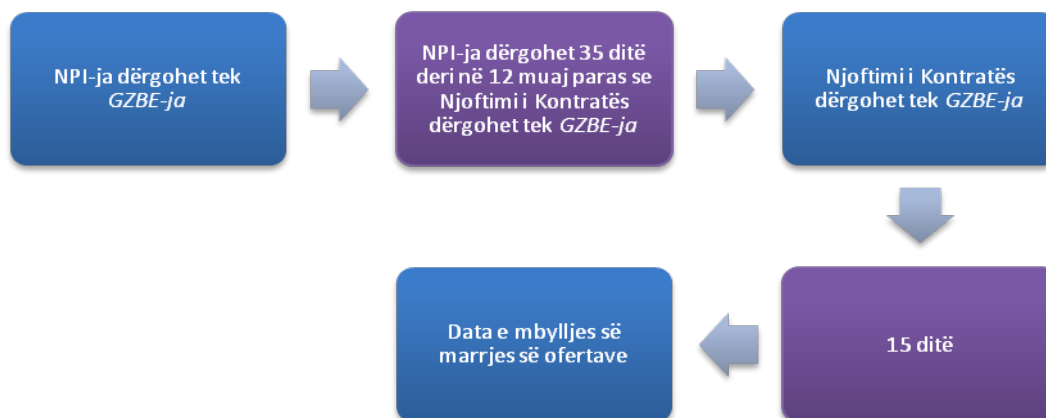 NPI-ja dërgohet tek
GZBE-ja
NPI-ja dërgohet 35 ditë
deri në 12 muaj paras se
Njoftimi i Kontratës
dërgohet tek GZBE-ja
Njoftimi i Kontratës
dërgohet tek GZBE-ja
15 ditë
Data e mbylljes së
marrjes së ofertave